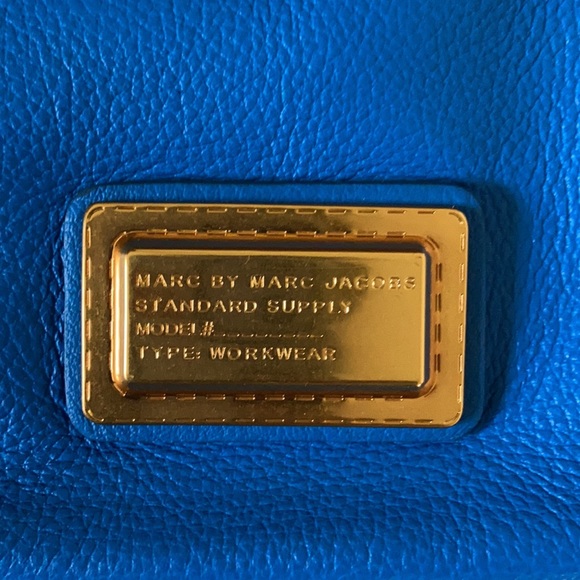 MARC BY MARC JACOBS
STANDARD SUPPLY
MODEL#_________
TYPE: WORKWEAR